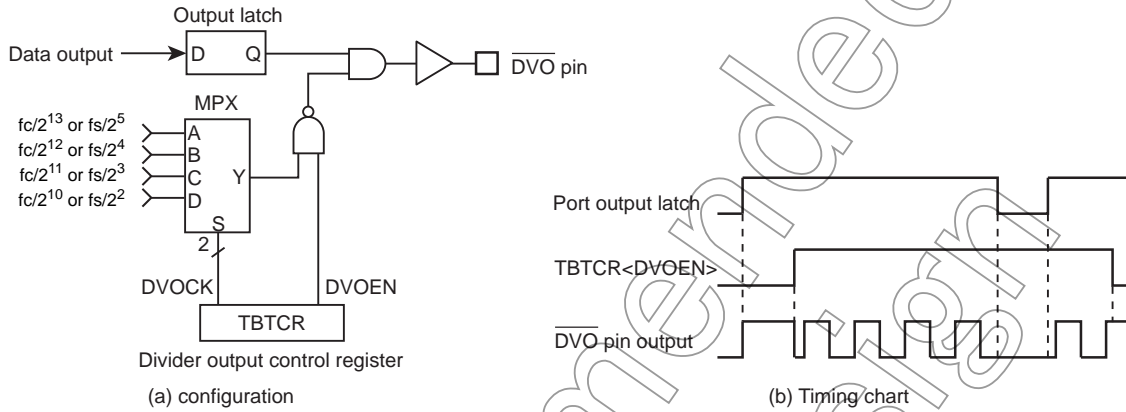 Output latch
Data output
D
Q
DVO pin
MPX
fc/2^13 or fs/2^5
fc/2^12 or fs/2^4
fc/2^11 or fs/2^3
fc/2^10 or fs/2^2
A
B
C
D
Y
S
2
DVOCK
DVOEN
TBTCR
Divider output control register
(a) configuration
Port output latch
TBTCR<DVOEN>
DVO pin output
(b) Timing chart